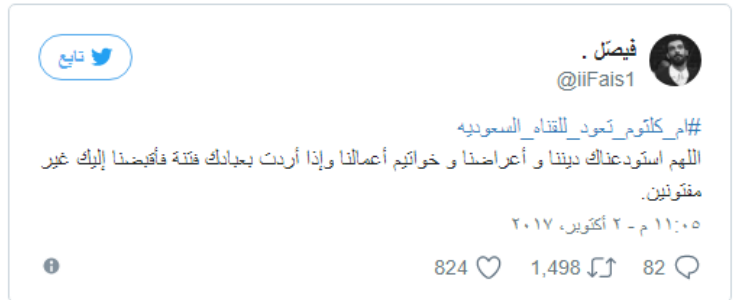 فيصّل .
تابع
@iiFais1
#ام_كلثوم_تعود_للقناه_السعوديه
اللهم استودعناك ديننا و أعراضنا و خواتيم أعمالنا وإذا أردت بعبادك فتنة فأقبضنا إليك غير
مفتونين.
١١:٠٥ م - ٢ أكتوبر، ٢٠١٧
82 1,498 824